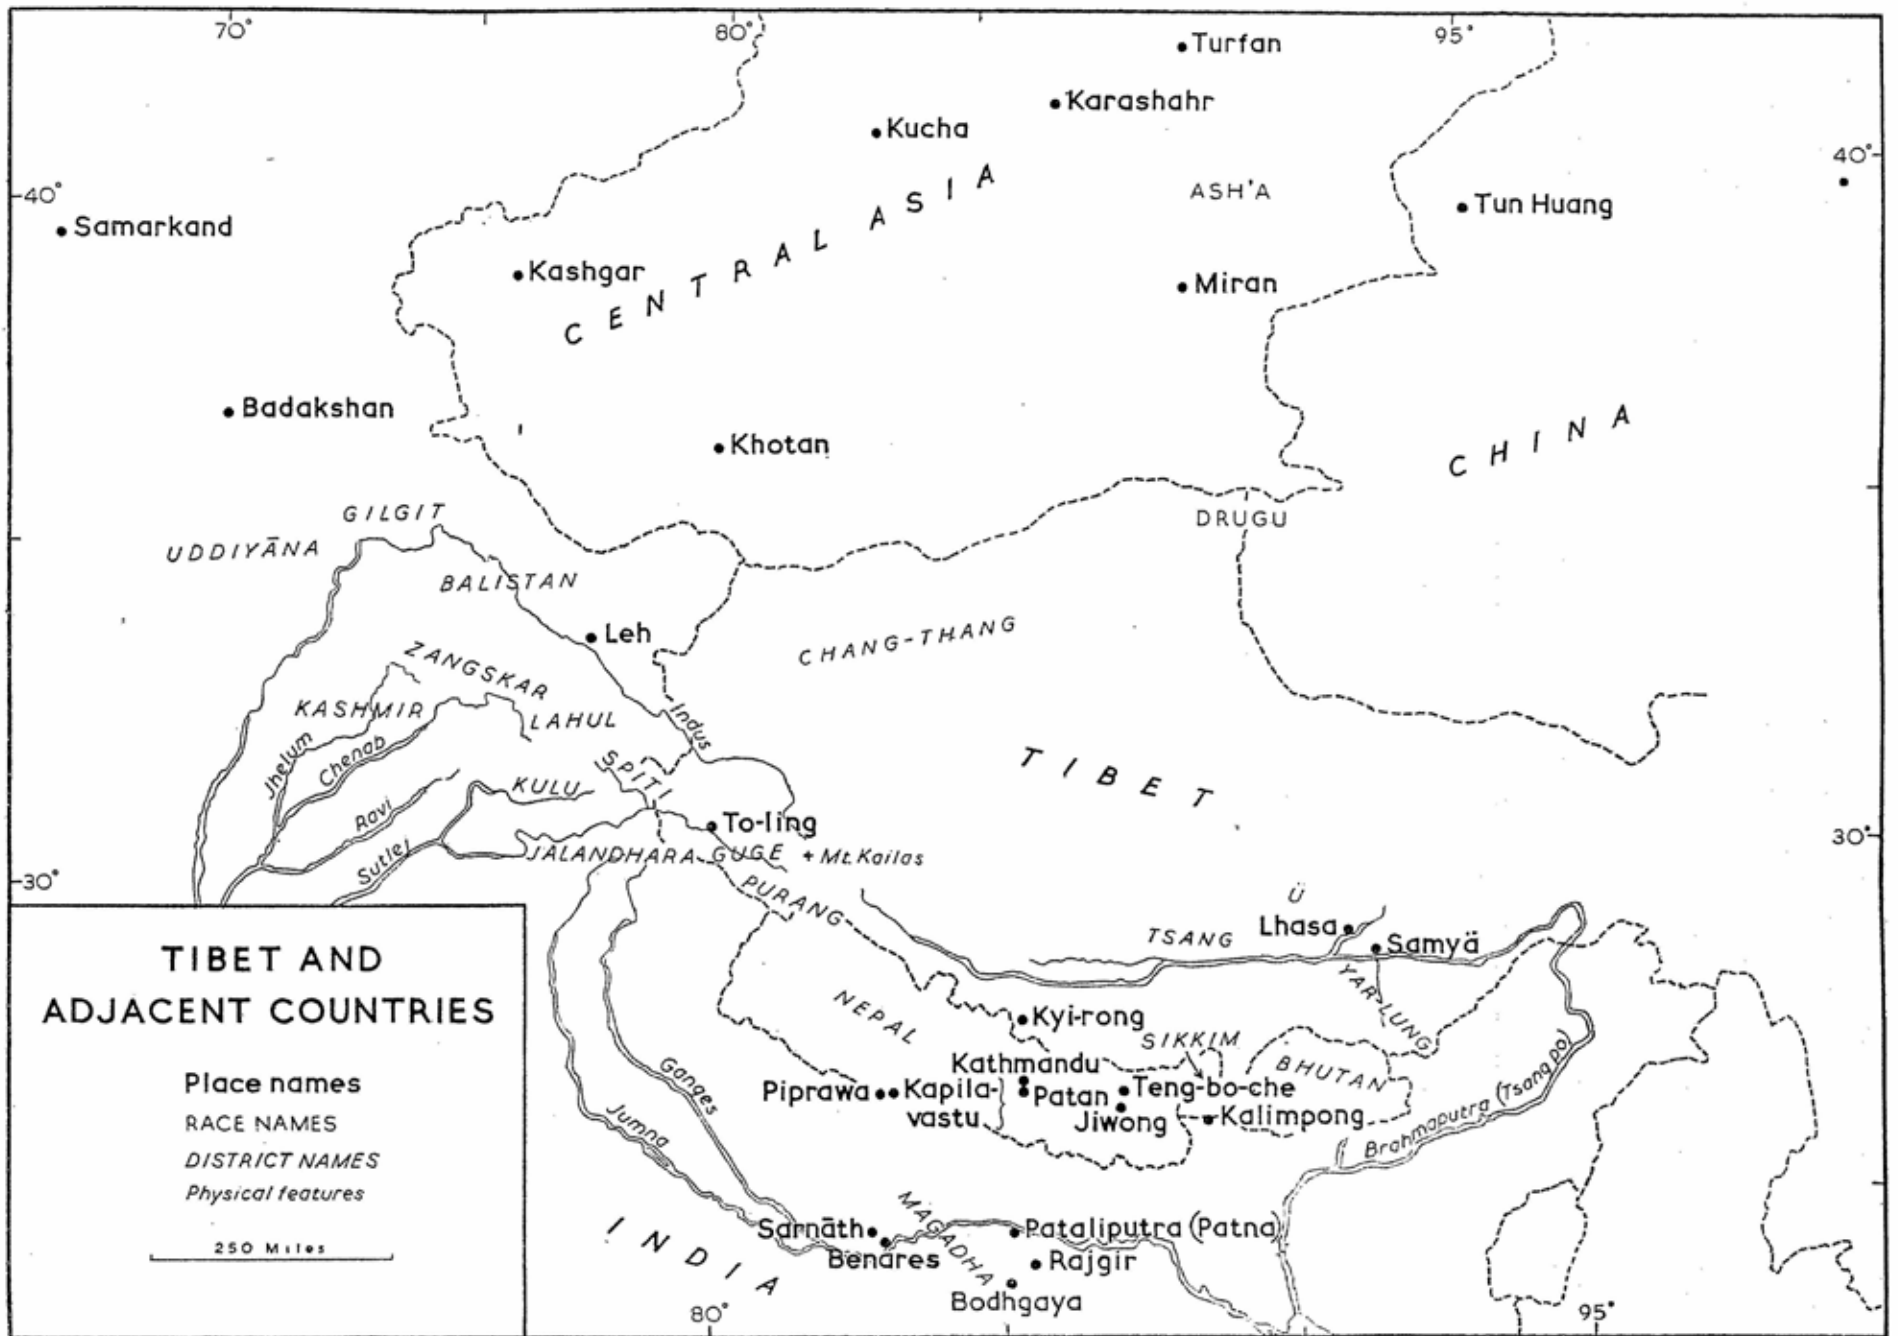 70°
80°
95°
Turfan
Karashahr
Kucha
40°
40°
CENTRAL ASIA
ASH'A
Tun Huang
Samarkand
Kashgar
Miran
Badakshan
Khotan
CHINA
GILGIT
DRUGU
UDDIYĀNA
BALISTAN
Leh
CHANG-THANG
ZANGSKAR
KASHMIR
LAHUL
Indus
Jhelum
Chenab
SPITI
TIBET
KULU
Ravi
To-ling
30°
Sutlej
JALANDHARA-GUGE
Mt. Kailas
30°
PURANG
Ü
Lhasa
TSANG
Samyä
TIBET AND
ADJACENT COUNTRIES
YAR-LUNG
NEPAL
Kyi-rong
SIKKIM
Kathmandu
BHUTAN
Place names
Ganges
Piprawa
Kapila-
vastu
Patan
Teng-bo-che
Jiwong
Kalimpong
RACE NAMES
Jumna
Brahmaputra (Tsangpo)
DISTRICT NAMES
Physical features
MAGADHA
INDIA
Sarnāth
Pataliputra (Patna)
250 Miles
Benares
Rajgir
Bodhgaya
80°
95°